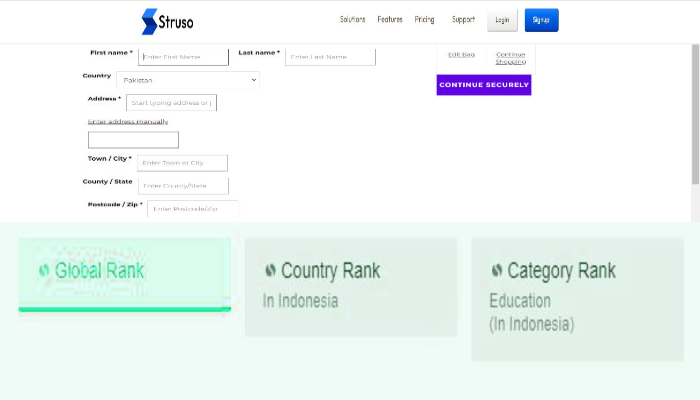 Struso
Solutions Features Pricing Support Login Signup
First name * Enter First Name Last name * Enter Last Name
Edit Bag Continue Shopping
Country Pakistan
CONTINUE SECURELY
Address * Start typing address or p
Enter address manually
Town / City * Enter Town or City
County / State Enter County/State
Postcode / Zip * Enter Postcode/Zip
Global Rank
Country Rank
In Indonesia
Category Rank
Education
(In Indonesia)